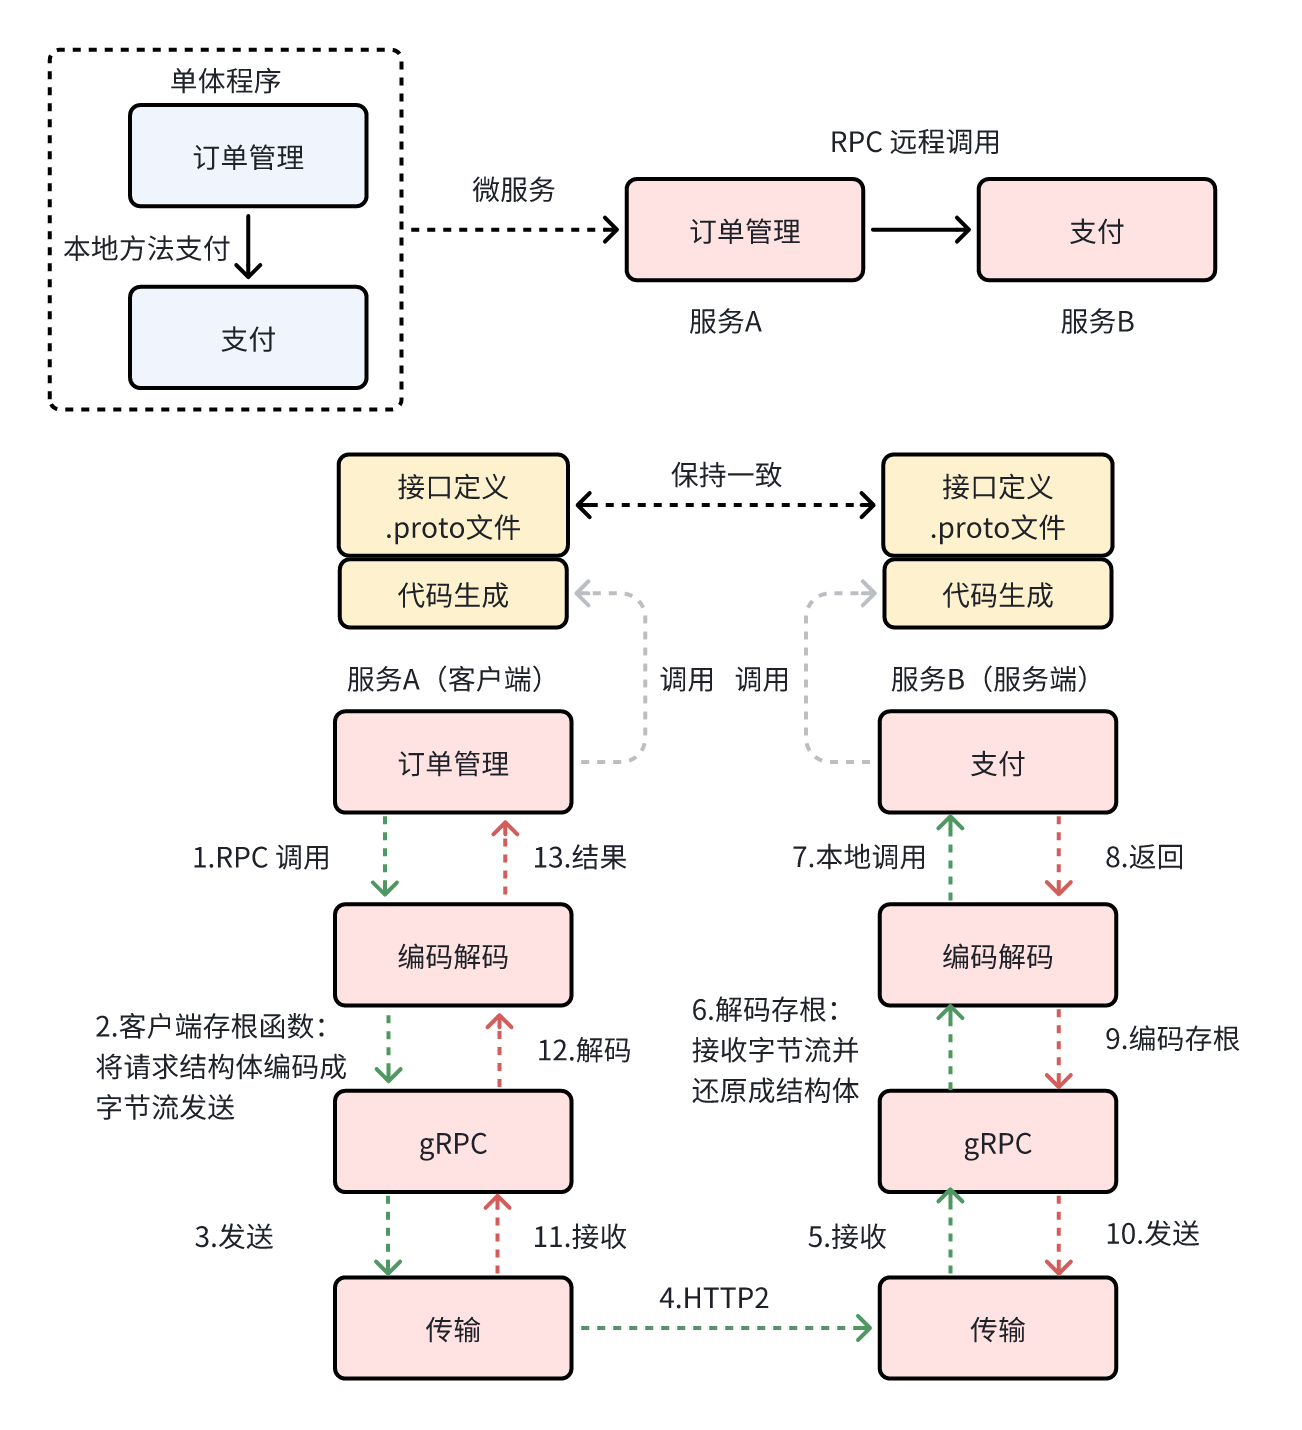 单体程序
订单管理
本地方法支付
支付
微服务
RPC 远程调用
订单管理
支付
服务A
服务B
接口定义
.proto文件
代码生成
保持一致
接口定义
.proto文件
代码生成
服务A（客户端）
调用
调用
服务B（服务端）
订单管理
支付
1.RPC 调用
13.结果
7.本地调用
8.返回
编码解码
编码解码
2.客户端存根函数：
将请求结构体编码成
字节流发送
12.解码
6.解码存根：
接收字节流并
还原成结构体
9.编码存根
gRPC
gRPC
3.发送
11.接收
5.接收
10.发送
传输
4.HTTP2
传输